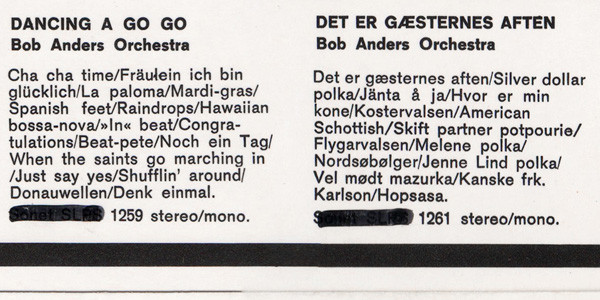 DANCING A GO GO
Bob Anders Orchestra
Cha cha time/Fräulein ich bin
glücklich/La paloma/Mardi-gras/
Spanish feet/Raindrops/Hawaiian
bossa-nova/»In« beat/Congra-
tulations/Beat-pete/Noch ein Tag/
When the saints go marching in
/Just say yes/Shufflin' around/
Donauwellen/Denk einmal.
1259 stereo/mono.
DET ER GÆSTERNES AFTEN
Bob Anders Orchestra
Det er gæsternes aften/Silver dollar
polka/Jänta å ja/Hvor er min
kone/Kostervalsen/American
Schottish/Skift partner potpourie/
Flygarvalsen/Melene polka/
Nordsøbølger/Jenne Lind polka/
Vel mødt mazurka/Kanske frk.
Karlson/Hopsasa.
1261 stereo/mono.